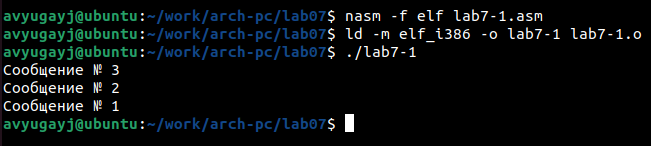 avyugayj@ubuntu:~/work/arch-pc/lab07$ nasm -f elf lab7-1.asm
avyugayj@ubuntu:~/work/arch-pc/lab07$ ld -m elf_i386 -o lab7-1 lab7-1.o
avyugayj@ubuntu:~/work/arch-pc/lab07$ ./lab7-1
Сообщение № 3
Сообщение № 2
Сообщение № 1
avyugayj@ubuntu:~/work/arch-pc/lab07$